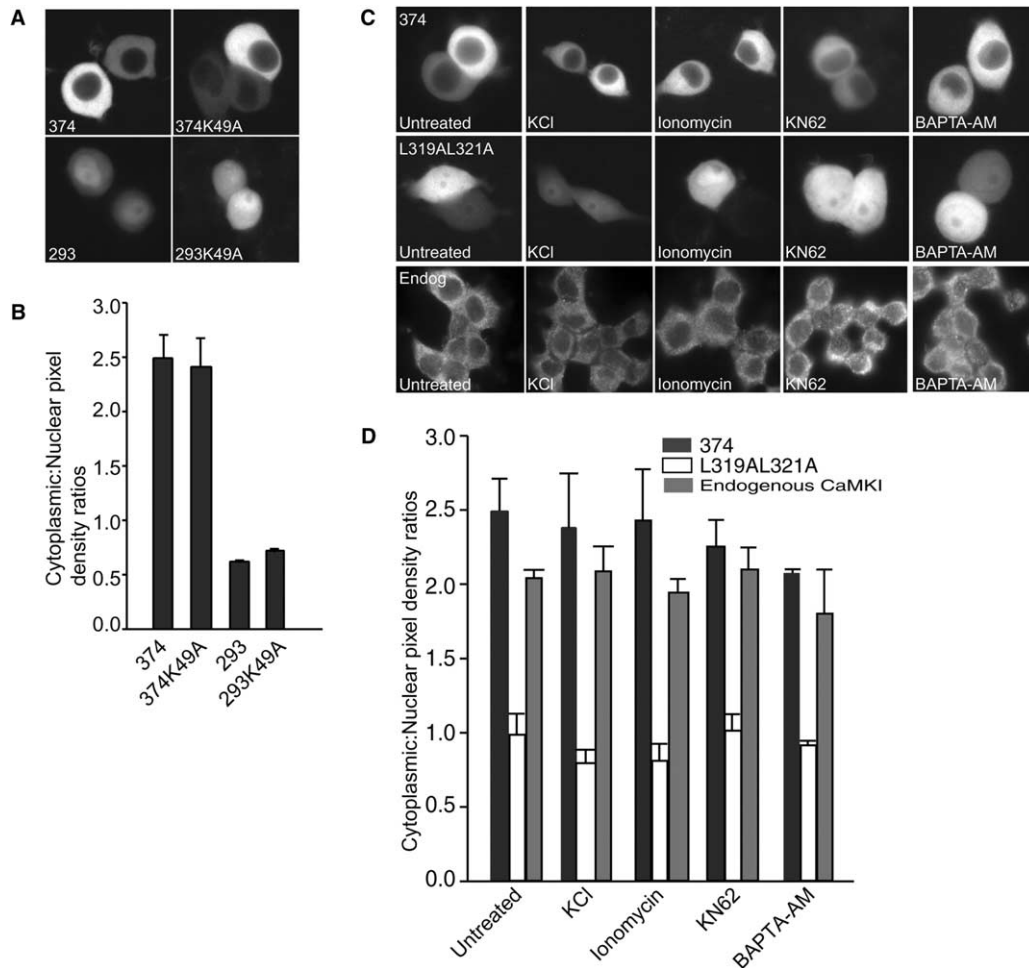 A
374
374K49A
293
293K49A
B
Cytoplasmic:Nuclear pixel
density ratios
3.0
2.5
2.0
1.5
1.0
0.5
0.0
374
374K49A
293
293K49A
C
374
Untreated
KCl
Ionomycin
KN62
BAPTA-AM
L319AL321A
Untreated
KCl
Ionomycin
KN62
BAPTA-AM
Endog
Untreated
KCl
Ionomycin
KN62
BAPTA-AM
D
Cytoplasmic:Nuclear pixel density ratios
3.0
2.5
2.0
1.5
1.0
0.5
0.0
374
L319AL321A
Endogenous CaMKI
Untreated
KCl
Ionomycin
KN62
BAPTA-AM